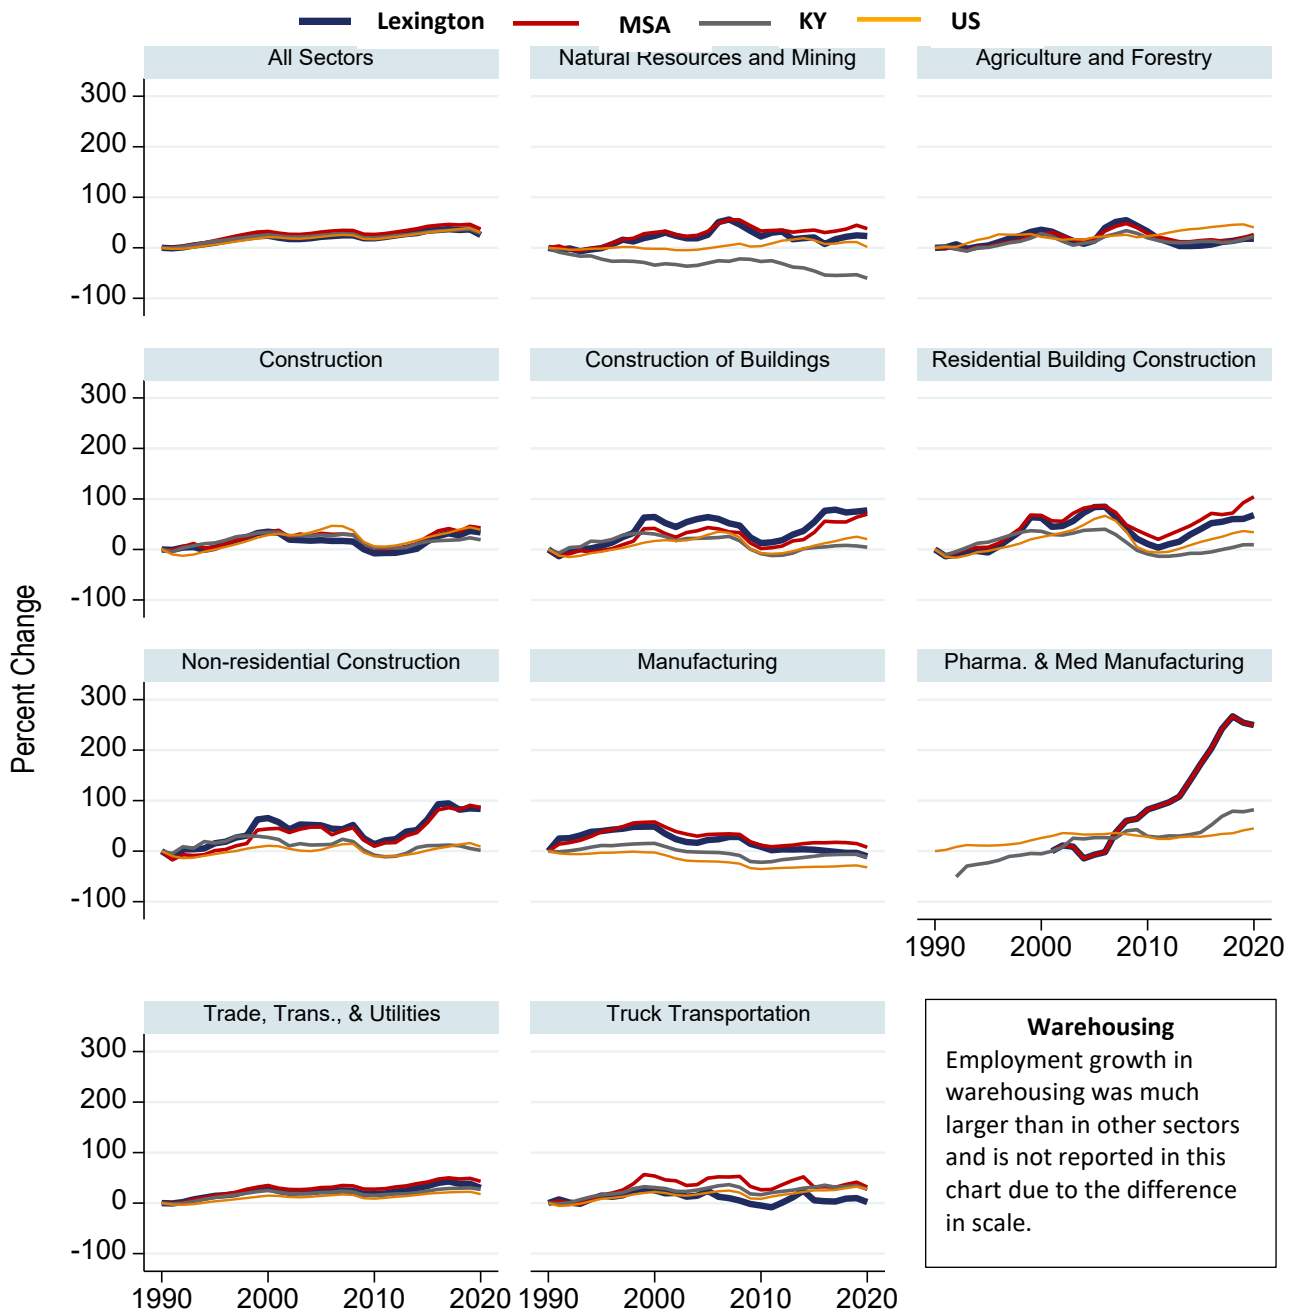 Lexington MSA KY US
All Sectors Natural Resources and Mining Agriculture and Forestry
300
200
100
0
-100
Construction Construction of Buildings Residential Building Construction
300
200
100
0
-100
Percent Change
Non-residential Construction Manufacturing Pharma. & Med Manufacturing
300
200
100
0
-100
1990 2000 2010 2020
Trade, Trans., & Utilities Truck Transportation
300
200
100
0
-100
1990 2000 2010 2020 1990 2000 2010 2020
Warehousing
Employment growth in
warehousing was much
larger than in other sectors
and is not reported in this
chart due to the difference
in scale.